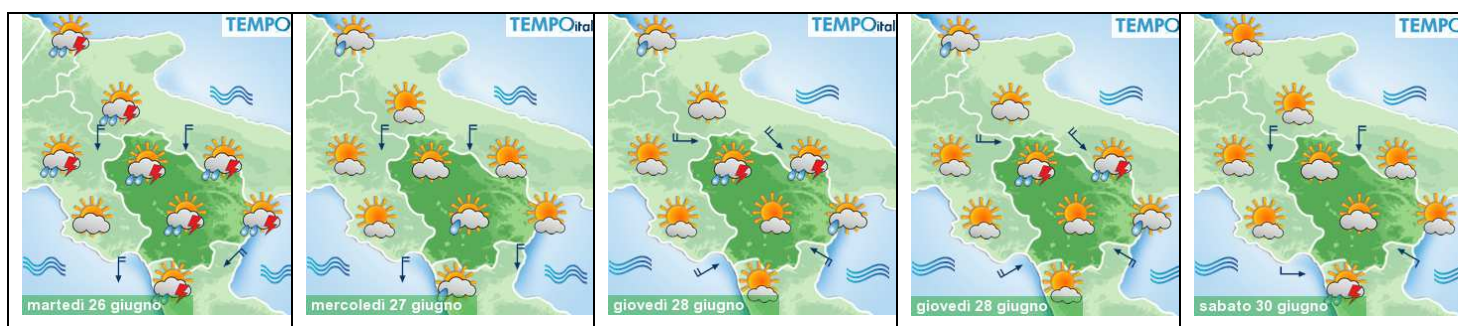 TEMPOital
martedì 26 giugno
TEMPOital
mercoledì 27 giugno
TEMPOital
giovedì 28 giugno
TEMPO
giovedì 28 giugno
TEMPO
sabato 30 giugno